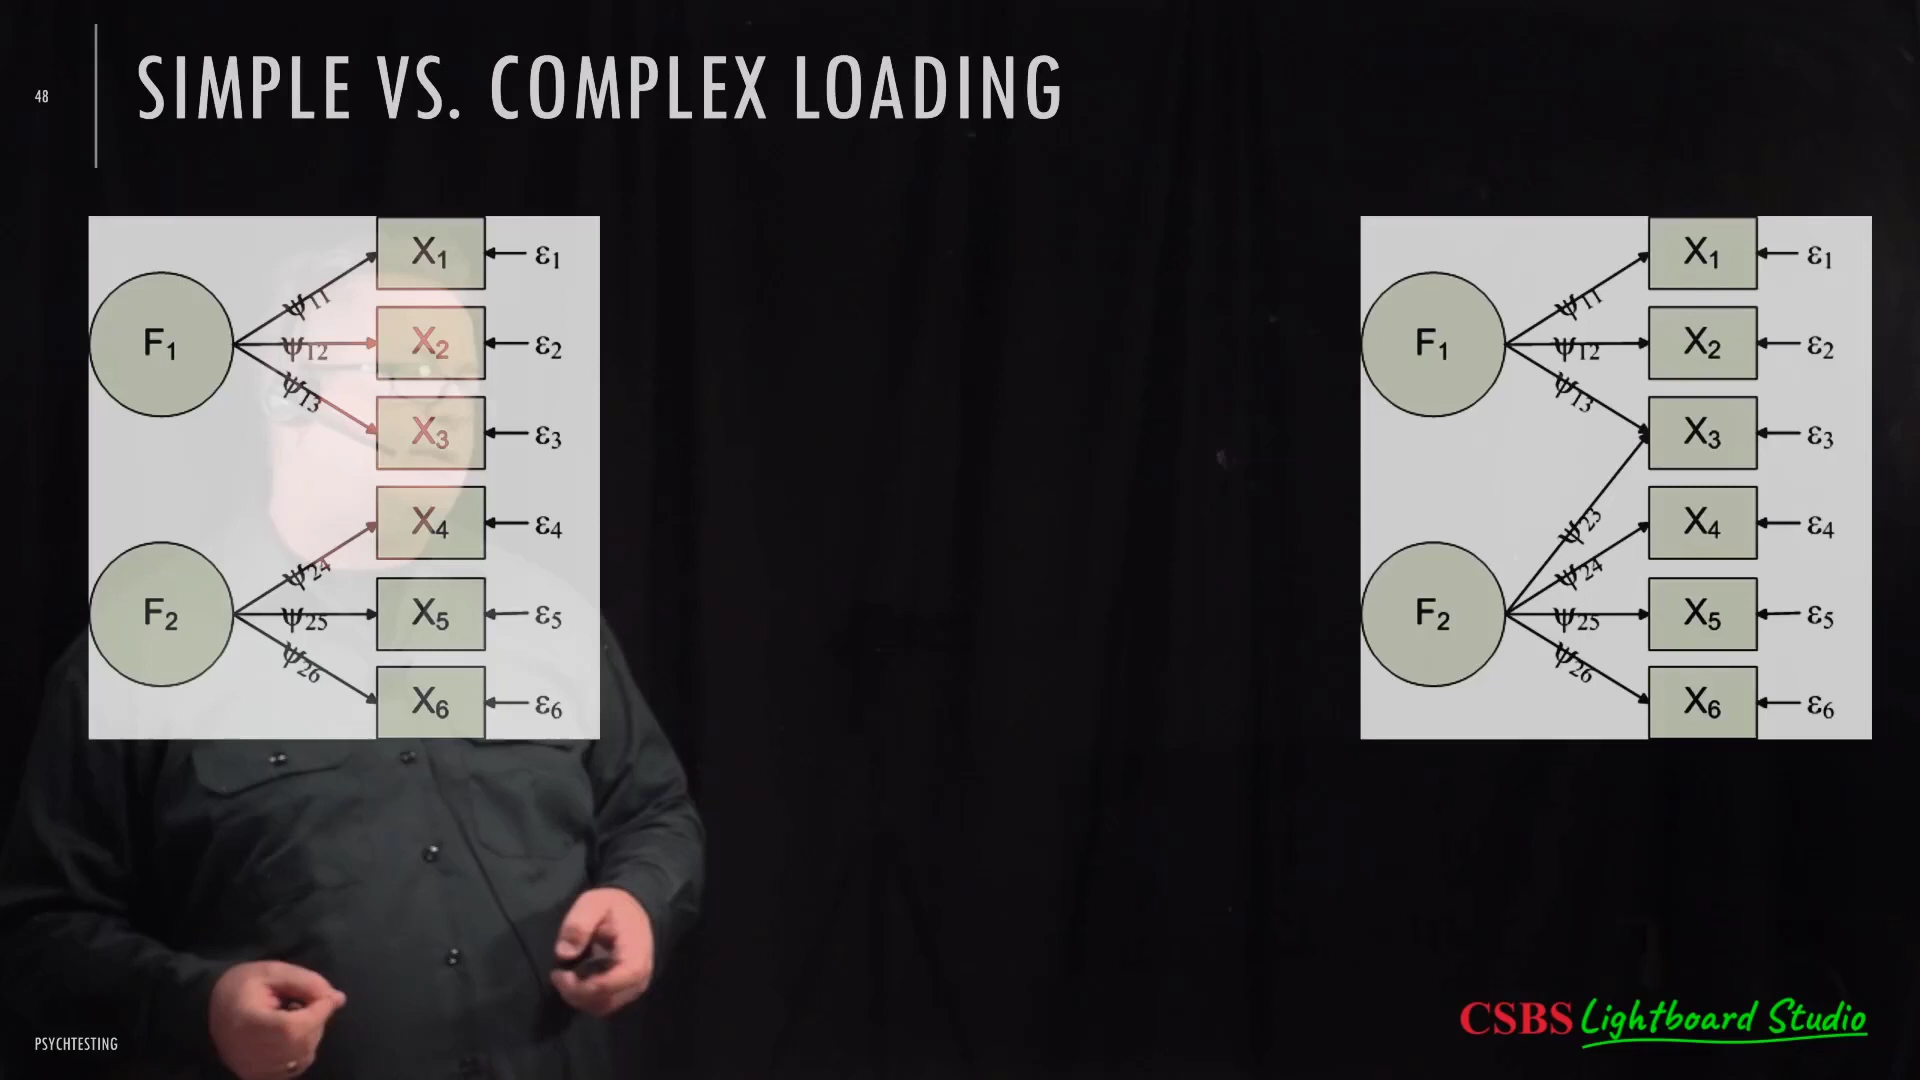 48
SIMPLE VS. COMPLEX LOADING
F1
F2
ψ11
ψ12
ψ13
ψ24
ψ25
ψ26
X1
X2
X3
X4
X5
X6
ε1
ε2
ε3
ε4
ε5
ε6
F1
F2
ψ11
ψ12
ψ13
ψ23
ψ24
ψ25
ψ26
X1
X2
X3
X4
X5
X6
ε1
ε2
ε3
ε4
ε5
ε6
CSBS Lightboard Studio
PSYCHTESTING